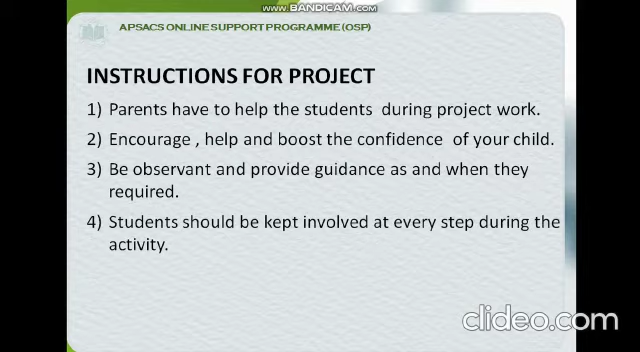 www.BANDICAM.com
APSACS ONLINE SUPPORT PROGRAMME (OSP)
INSTRUCTIONS FOR PROJECT
1) Parents have to help the students during project work.
2) Encourage , help and boost the confidence of your child.
3) Be observant and provide guidance as and when they
required.
4) Students should be kept involved at every step during the
activity.
clideo.com